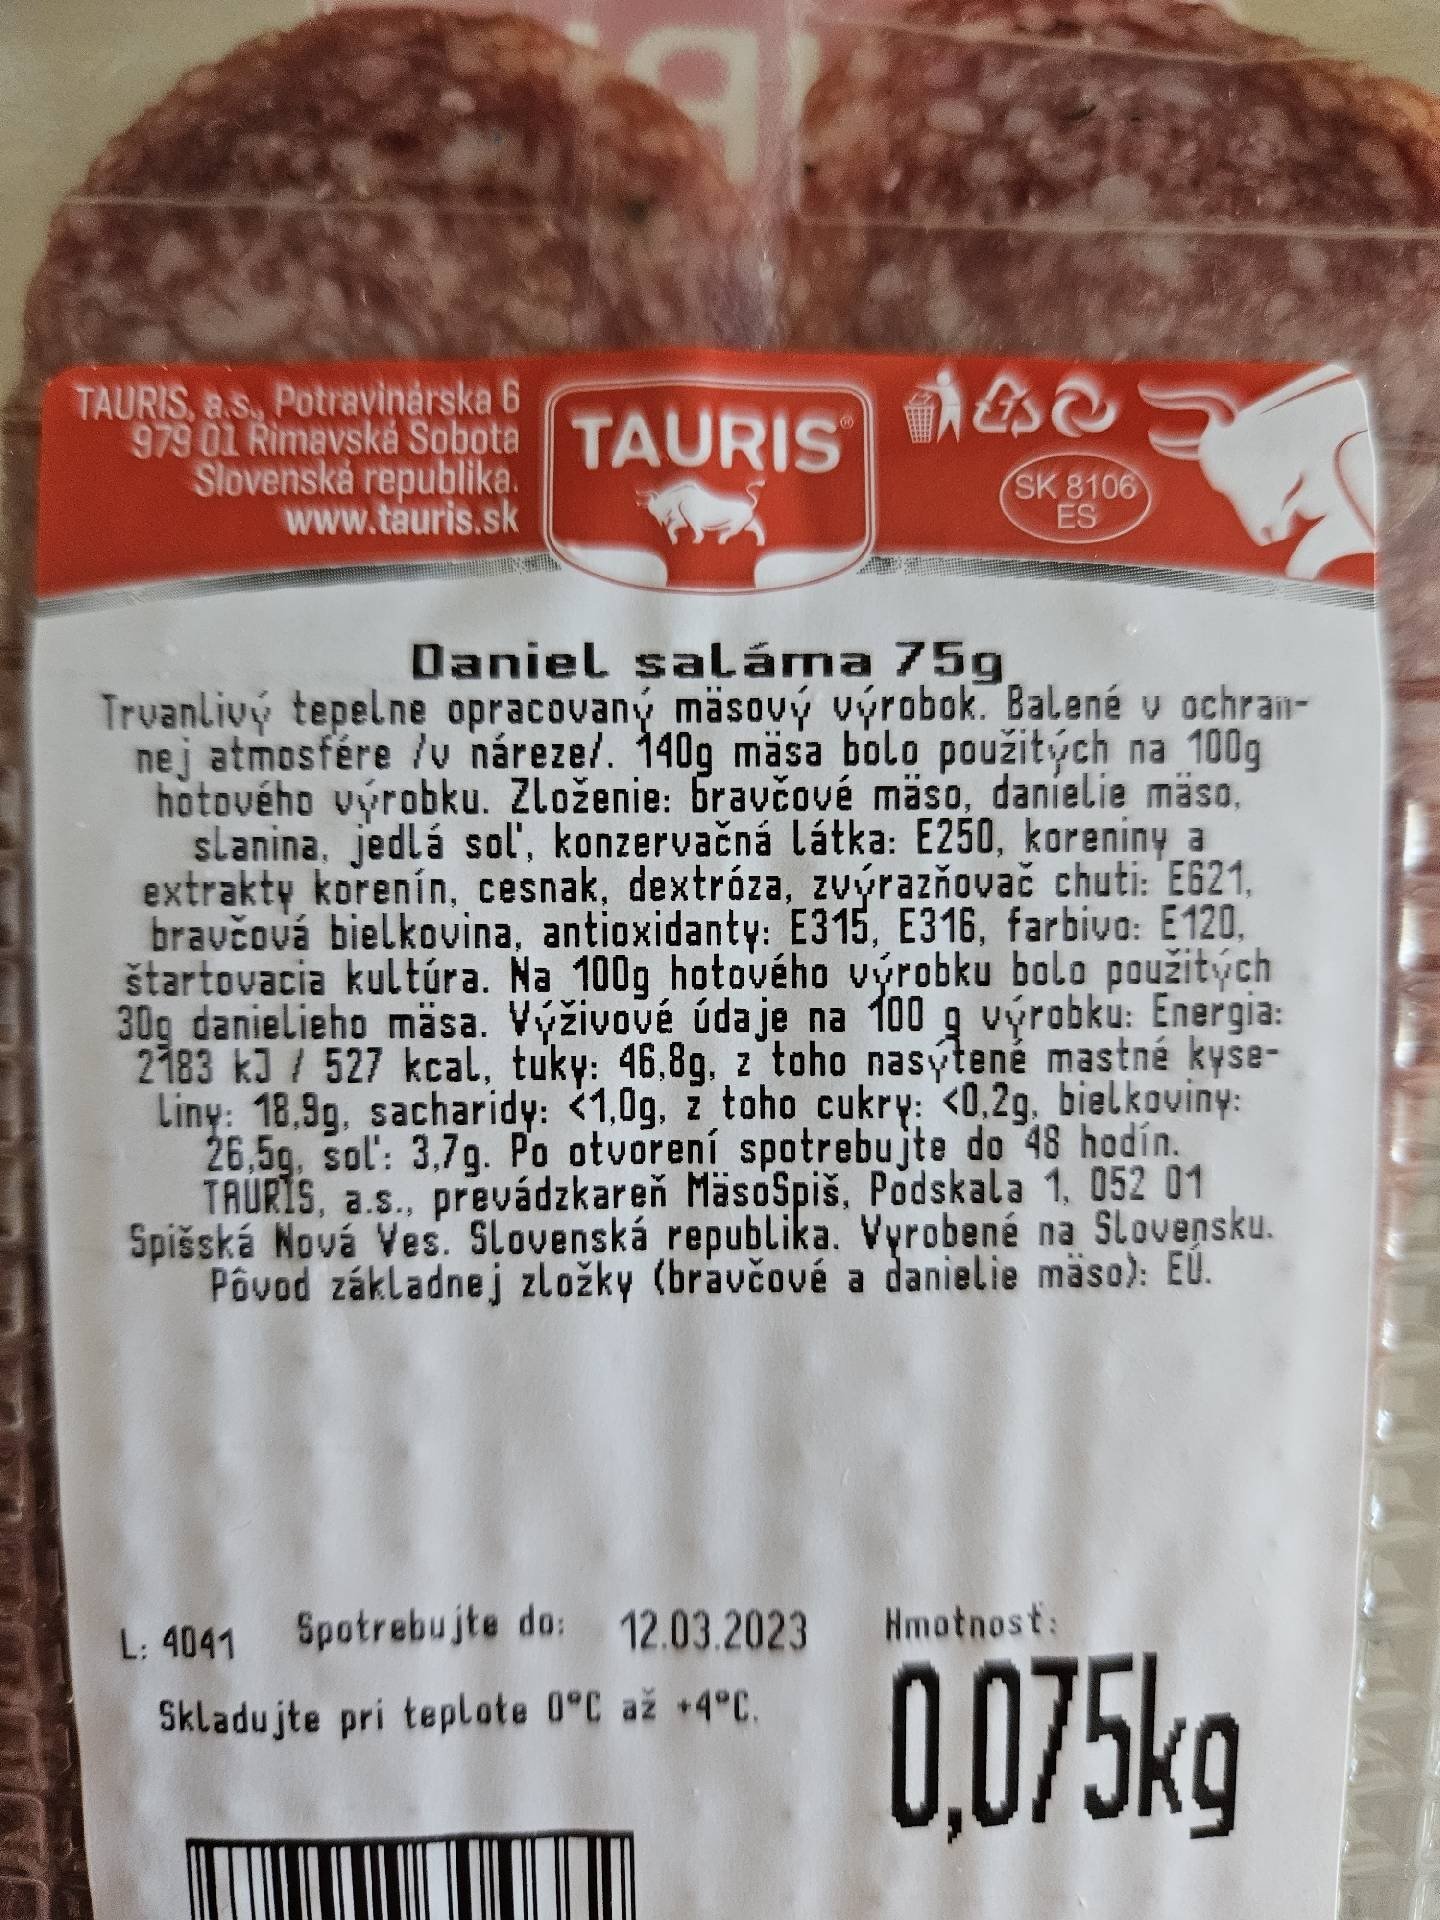 TAURIS, a.s., Potravinárska 6
979 01 Rimavská Sobota
Slovenská republika.
www.tauris.sk
TAURIS®
SK 8106
ES
Daniel saláma 75g
Trvanlivý tepelne opracovaný mäsový výrobok. Balené v ochran-
nej atmosfére /v náreze/. 140g mäsa bolo použitých na 100g
hotového výrobku. Zloženie: bravčové mäso, danielie mäso,
slanina, jedlá soľ, konzervačná látka: E250, koreniny a
extrakty korenín, cesnak, dextróza, zvýrazňovač chuti: E621,
bravčová bielkovina, antioxidanty: E315, E316, farbivo: E120,
štartovacia kultúra. Na 100g hotového výrobku bolo použitých
30g danielieho mäsa. Výživové údaje na 100 g výrobku: Energia:
2183 kJ / 527 kcal, tuky: 46,8g, z toho nasýtené mastné kyse-
liny: 18,9g, sacharidy: <1,0g, z toho cukry: <0,2g, bielkoviny:
26,5g, soľ: 3,7g. Po otvorení spotrebujte do 48 hodín.
TAURIS, a.s., prevádzkareň MäsoSpiš, Podskala 1, 052 01
Spišská Nová Ves. Slovenská republika. Vyrobené na Slovensku.
Pôvod základnej zložky (bravčové a danielie mäso): EÚ.
L: 4041 Spotrebujte do: 12.03.2023 Hmotnosť:
Skladujte pri teplote 0°C až +4°C. 0,075kg